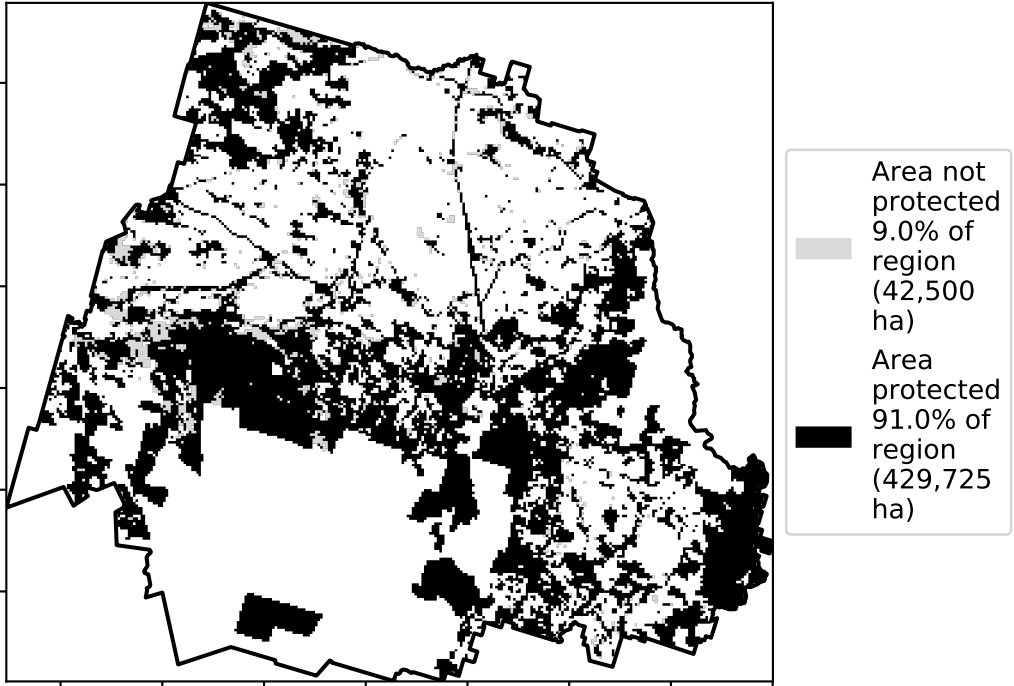 Area not
protected
9.0% of
region
(42,500
ha)
Area
protected
91.0% of
region
(429,725
ha)